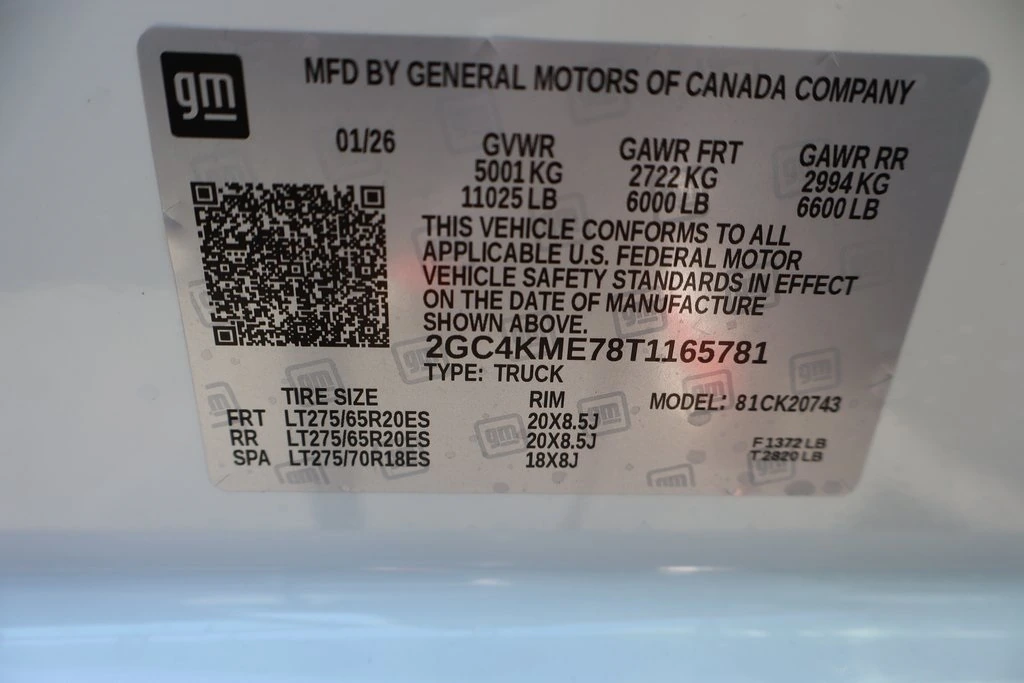 gm
MFD BY GENERAL MOTORS OF CANADA COMPANY
01/26 GVWR GAWR FRT GAWR RR
5001 KG 2722 KG 2994 KG
11025 LB 6000 LB 6600 LB
THIS VEHICLE CONFORMS TO ALL
APPLICABLE U.S. FEDERAL MOTOR
VEHICLE SAFETY STANDARDS IN EFFECT
ON THE DATE OF MANUFACTURE
SHOWN ABOVE.
2GC4KME78T1165781
TYPE: TRUCK
TIRE SIZE RIM MODEL: 81CK20743
FRT LT275/65R20ES 20X8.5J
RR LT275/65R20ES 20X8.5J
SPA LT275/70R18ES 18X8J
F 1372 LB
T 2820 LB